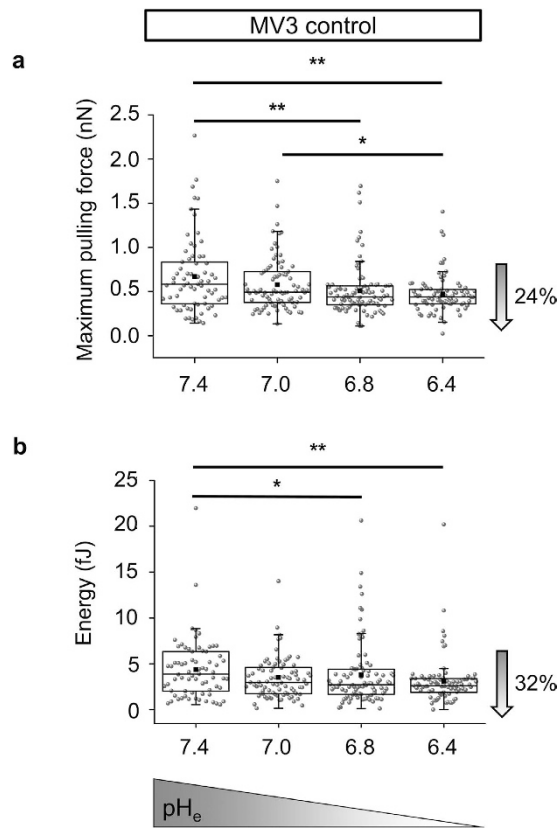 MV3 control
a
**
**
*
Maximum pulling force (nN)
2.5
2.0
1.5
1.0
0.5
0.0
24%
7.4 7.0 6.8 6.4
b
**
*
Energy (fJ)
25
20
15
10
5
0
32%
7.4 7.0 6.8 6.4
pHe